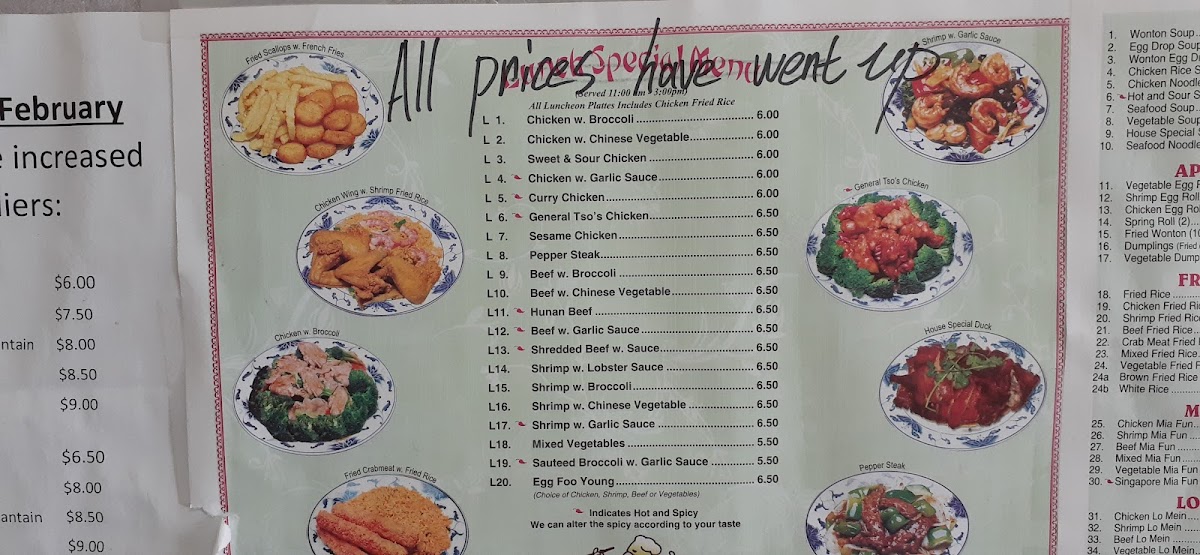 February
e increased
liers:
$6.00
$7.50
antain $8.00
$8.50
$9.00
$6.50
$8.00
antain $8.50
$9.00
All prices have went up
Lunch Special Menu
(Served 11:00 am - 3:00pm)
All Luncheon Plattes Includes Chicken Fried Rice
L 1. Chicken w. Broccoli 6.00
L 2. Chicken w. Chinese Vegetable 6.00
L 3. Sweet & Sour Chicken 6.00
L 4. Chicken w. Garlic Sauce 6.00
L 5. Curry Chicken 6.00
L 6. General Tso's Chicken 6.50
L 7. Sesame Chicken 6.50
L 8. Pepper Steak 6.50
L 9. Beef w. Broccoli 6.50
L10. Beef w. Chinese Vegetable 6.50
L11. Hunan Beef 6.50
L12. Beef w. Garlic Sauce 6.50
L13. Shredded Beef w. Sauce 6.50
L14. Shrimp w. Lobster Sauce 6.50
L15. Shrimp w. Broccoli 6.50
L16. Shrimp w. Chinese Vegetable 6.50
L17. Shrimp w. Garlic Sauce 6.50
L18. Mixed Vegetables 5.50
L19. Sauteed Broccoli w. Garlic Sauce 5.50
L20. Egg Foo Young 6.50
(Choice of Chicken, Shrimp, Beef or Vegetables)
Indicates Hot and Spicy
We can alter the spicy according to your taste
Fried Scallops w. French Fries
Chicken Wing w. Shrimp Fried Rice
Chicken w. Broccoli
Fried Crabmeat w. Fried Rice
Shrimp w. Garlic Sauce
General Tso's Chicken
House Special Duck
Pepper Steak
1. Wonton Soup
2. Egg Drop Soup
3. Wonton Egg Dr
4. Chicken Rice S
5. Chicken Noodle
6. Hot and Sour S
7. Seafood Soup
8. Vegetable Soup
9. House Special S
10. Seafood Noodle
AP
11. Vegetable Egg R
12. Shrimp Egg Roll
13. Chicken Egg Ro
14. Spring Roll (2)
15. Fried Wonton (10
16. Dumplings (Fried
17. Vegetable Dump
FR
18. Fried Rice
19. Chicken Fried Ric
20. Shrimp Fried Rice
21. Beef Fried Rice
22. Crab Meat Fried
23. Mixed Fried Rice
24. Vegetable Fried R
24a Brown Fried Rice
24b White Rice
M
25. Chicken Mia Fun
26. Shrimp Mia Fun
27. Beef Mia Fun
28. Mixed Mia Fun
29. Vegetable Mia Fun
30. Singapore Mia Fun
LO
31. Chicken Lo Mein
32. Shrimp Lo Mein
33. Beef Lo Mein
34. Vegetable Lo Mein